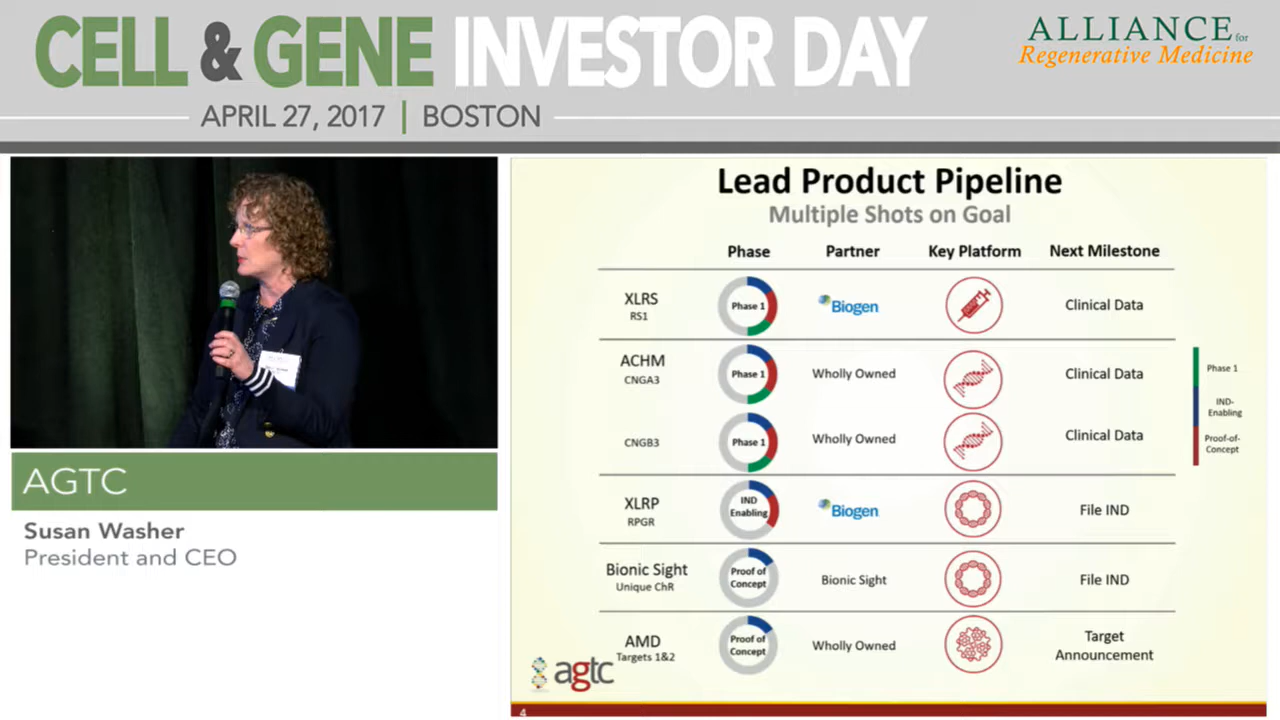 CELL & GENE INVESTOR DAY
APRIL 27, 2017 | BOSTON
ALLIANCE for
Regenerative Medicine
AGTC
Susan Washer
President and CEO
Lead Product Pipeline
Multiple Shots on Goal
Phase Partner Key Platform Next Milestone
XLRS
RS1
Phase 1
Biogen
Clinical Data
ACHM
CNGA3
Phase 1
Wholly Owned
Clinical Data
CNGB3
Phase 1
Wholly Owned
Clinical Data
XLRP
RPGR
IND
Enabling
Biogen
File IND
Bionic Sight
Unique ChR
Proof of
Concept
Bionic Sight
File IND
AMD
Targets 1&2
Proof of
Concept
Wholly Owned
Target
Announcement
Phase 1
IND-
Enabling
Proof-of-
Concept
agtc
4